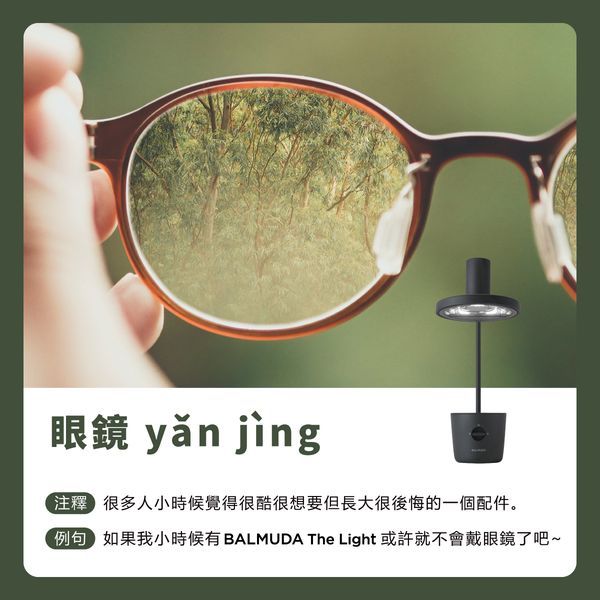 眼鏡 yǎn jìng
注釋 很多人小時候覺得很酷很想要但長大很後悔的一個配件。
例句 如果我小時候有 BALMUDA The Light 或許就不會戴眼鏡了吧~